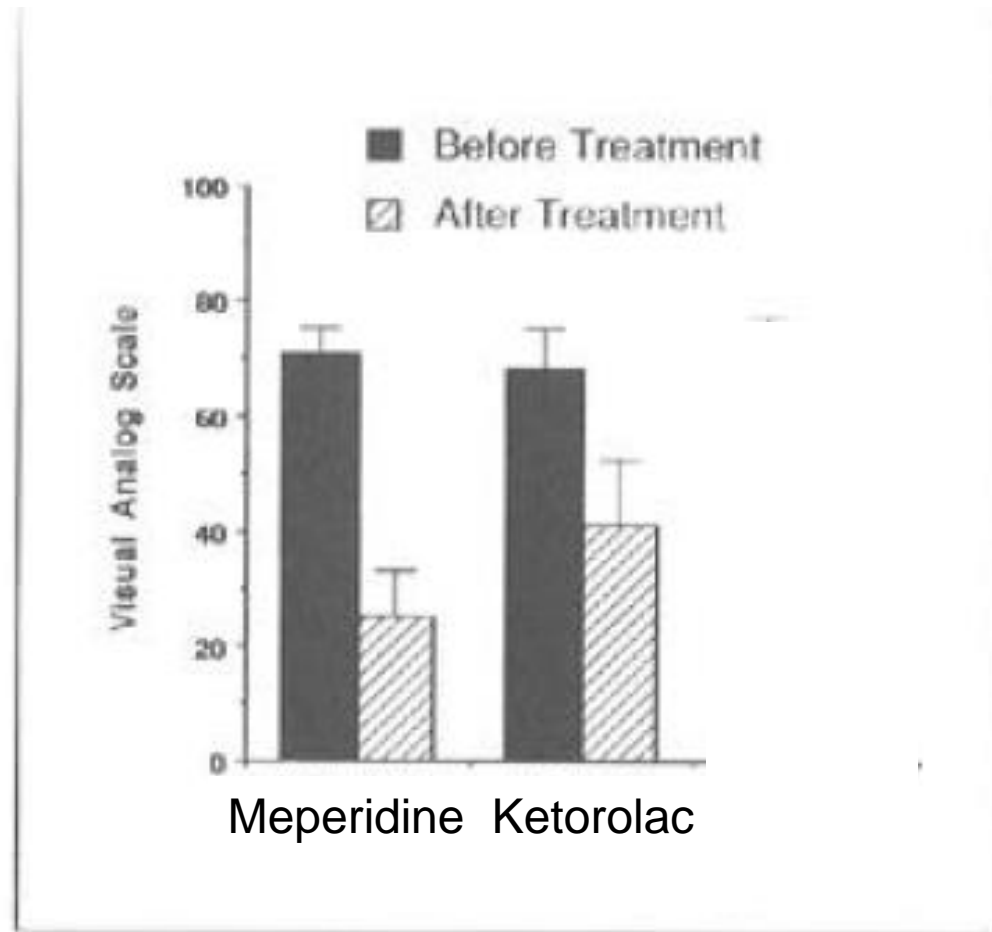 Before Treatment
After Treatment
100
80
60
40
20
0
Visual Analog Scale
Meperidine Ketorolac